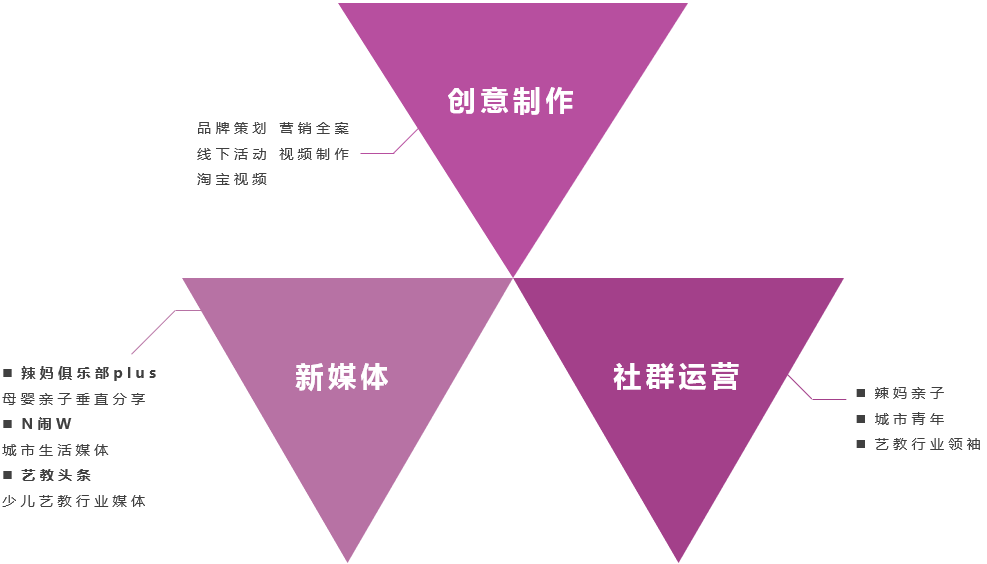 创意制作
品牌策划 营销全案
线下活动 视频制作
淘宝视频
新媒体
■ 辣妈俱乐部plus
母婴亲子垂直分享
■ N闹W
城市生活媒体
■ 艺教头条
少儿艺教行业媒体
社群运营
■ 辣妈亲子
■ 城市青年
■ 艺教行业领袖